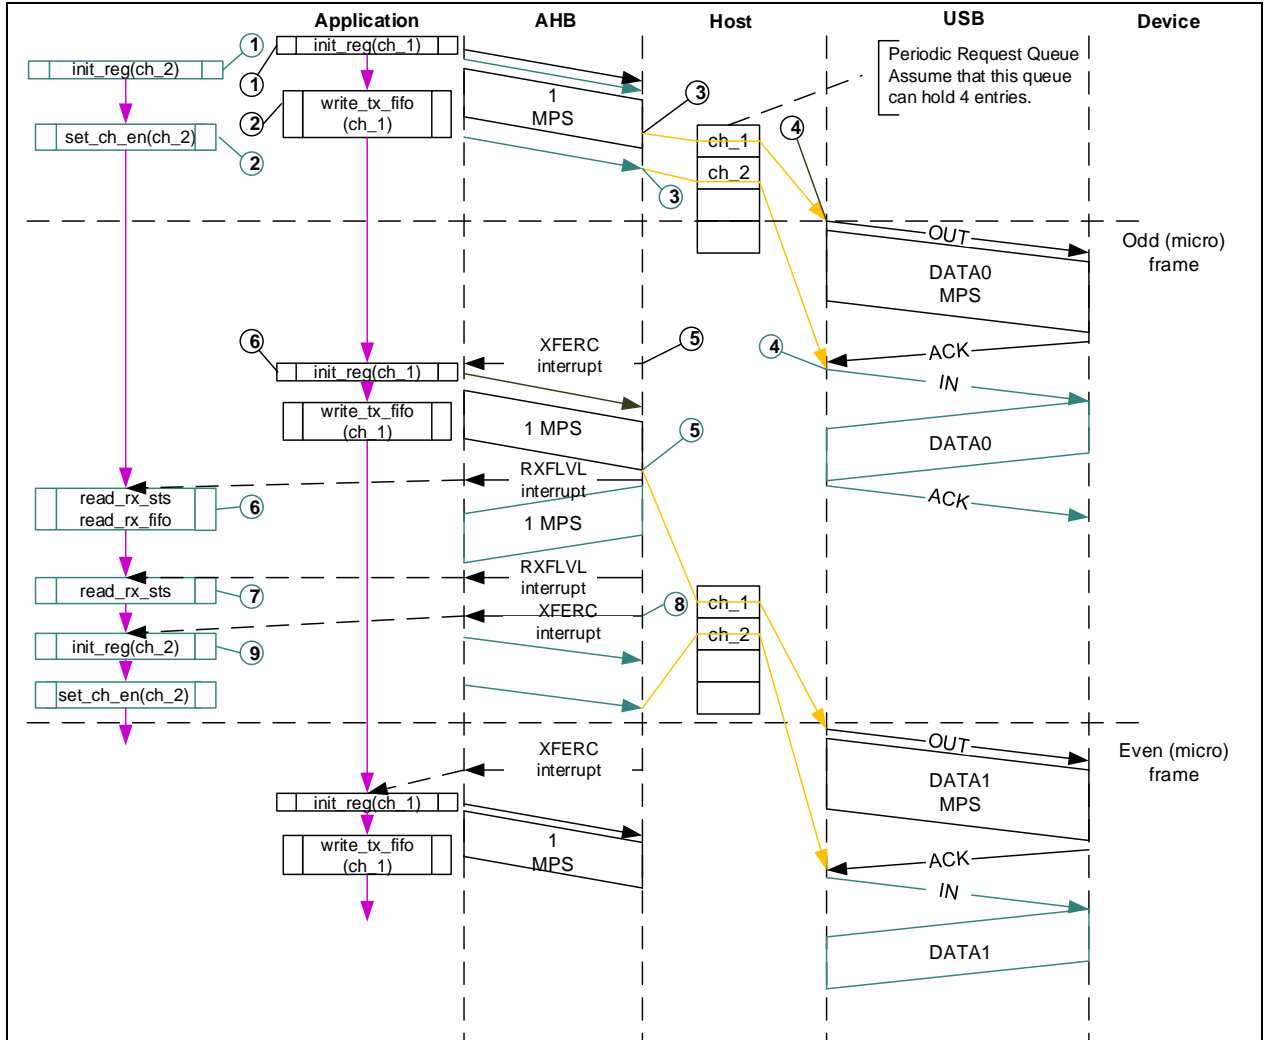 Application AHB Host USB Device
1
init_reg(ch_1)
init_reg(ch_2)
1
Periodic Request Queue
Assume that this queue
can hold 4 entries.
1
MPS
3
write_tx_fifo
(ch_1)
2
4
set_ch_en(ch_2)
2
ch_1
ch_2
3
OUT
Odd (micro)
frame
DATA0
MPS
6
XFERC
interrupt
5
4
ACK
init_reg(ch_1)
IN
write_tx_fifo
(ch_1)
1 MPS
5
DATA0
RXFLVL
interrupt
read_rx_sts
read_rx_fifo
6
ACK
1 MPS
RXFLVL
interrupt
read_rx_sts
7
XFERC
interrupt
8
ch_1
ch_2
init_reg(ch_2)
9
set_ch_en(ch_2)
OUT
Even (micro)
frame
XFERC
interrupt
DATA1
MPS
init_reg(ch_1)
write_tx_fifo
(ch_1)
1
MPS
ACK
IN
DATA1